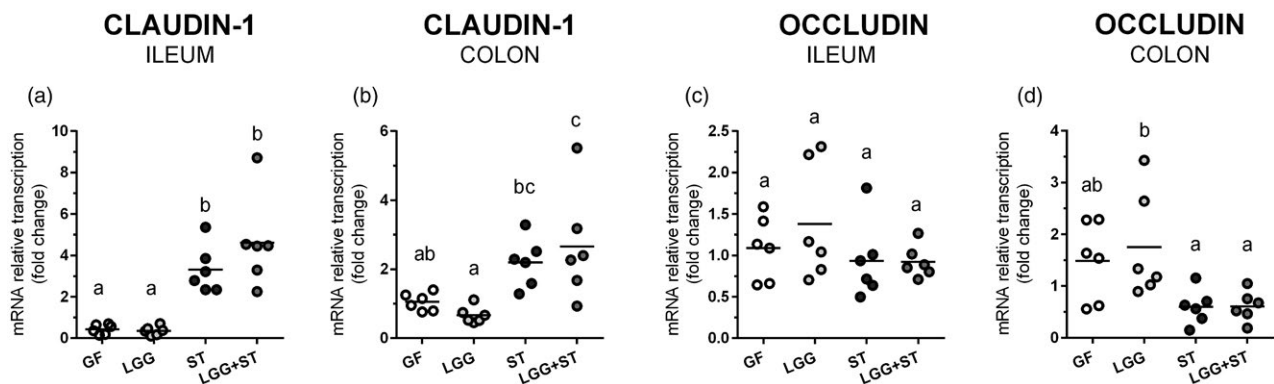 CLAUDIN-1
ILEUM
(a)
mRNA relative transcription
(fold change)
10
8
6
4
2
0
a
a
b
b
GF
LGG
ST
LGG+ST
CLAUDIN-1
COLON
(b)
mRNA relative transcription
(fold change)
6
4
2
0
ab
a
bc
c
GF
LGG
ST
LGG+ST
OCCLUDIN
ILEUM
(c)
mRNA relative transcription
(fold change)
2.5
2.0
1.5
1.0
0.5
0.0
a
a
a
a
GF
LGG
ST
LGG+ST
OCCLUDIN
COLON
(d)
mRNA relative transcription
(fold change)
4
3
2
1
0
ab
b
a
a
GF
LGG
ST
LGG+ST